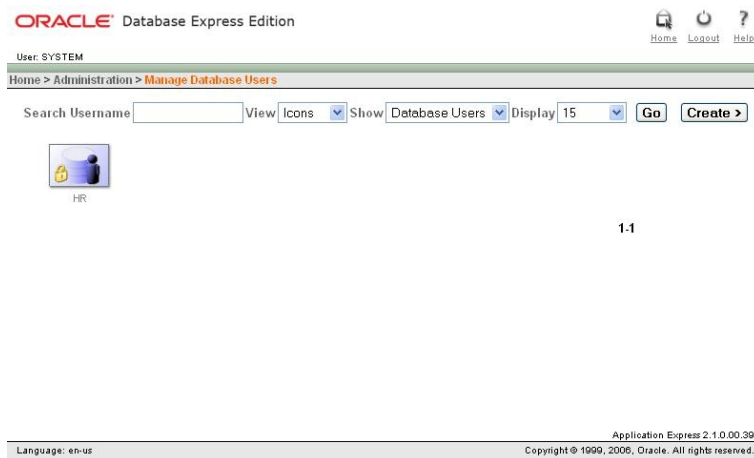 ORACLE Database Express Edition
Home Logout Help
User: SYSTEM
Home > Administration > Manage Database Users
Search Username View Icons Show Database Users Display 15 Go Create >
HR
1-1
Application Express 2.1.0.00.39
Language: en-us Copyright © 1999, 2006, Oracle. All rights reserved.